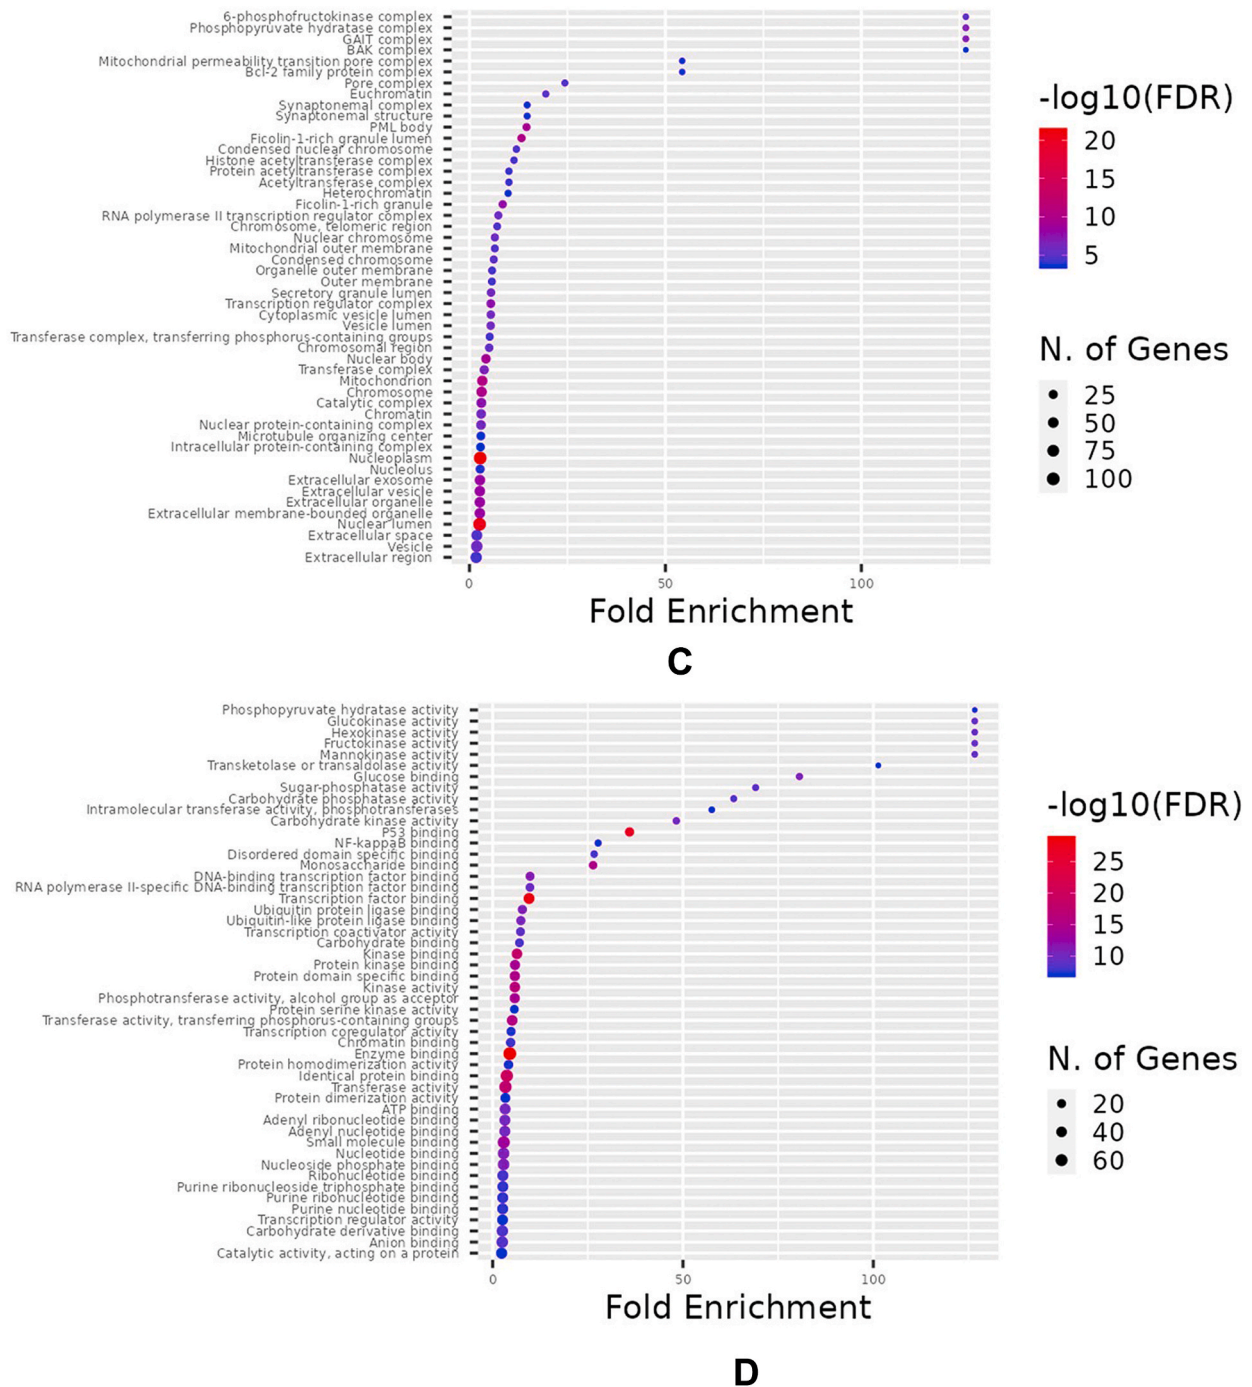 6-phosphofructokinase complex
Phosphopyruvate hydratase complex
GAIT complex
BAK complex
Mitochondrial permeability transition pore complex
Bcl-2 family protein complex
Pore complex
Euchromatin
Synaptonemal complex
Synaptonemal structure
PML body
Ficolin-1-rich granule lumen
Condensed nuclear chromosome
Histone acetyltransferase complex
Protein acetyltransferase complex
Acetyltransferase complex
Heterochromatin
Ficolin-1-rich granule
RNA polymerase II transcription regulator complex
Chromosome, telomeric region
Nuclear chromosome
Mitochondrial outer membrane
Condensed chromosome
Organelle outer membrane
Outer membrane
Secretory granule lumen
Transcription regulator complex
Cytoplasmic vesicle lumen
Vesicle lumen
Transferase complex, transferring phosphorus-containing groups
Chromosomal region
Nuclear body
Transferase complex
Mitochondrion
Chromosome
Catalytic complex
Chromatin
Nuclear protein-containing complex
Microtubule organizing center
Intracellular protein-containing complex
Nucleoplasm
Nucleolus
Extracellular exosome
Extracellular vesicle
Extracellular organelle
Extracellular membrane-bounded organelle
Nuclear lumen
Extracellular space
Vesicle
Extracellular region
0 50 100
Fold Enrichment
-log10(FDR)
20
15
10
5
N. of Genes
25
50
75
100
C
Phosphopyruvate hydratase activity
Glucokinase activity
Hexokinase activity
Fructokinase activity
Mannokinase activity
Transketolase or transaldolase activity
Glucose binding
Sugar-phosphatase activity
Carbohydrate phosphatase activity
Intramolecular transferase activity, phosphotransferases
Carbohydrate kinase activity
P53 binding
NF-kappaB binding
Disordered domain specific binding
Monosaccharide binding
DNA-binding transcription factor binding
RNA polymerase II-specific DNA-binding transcription factor binding
Transcription factor binding
Ubiquitin protein ligase binding
Ubiquitin-like protein ligase binding
Transcription coactivator activity
Carbohydrate binding
Kinase binding
Protein kinase binding
Protein domain specific binding
Kinase activity
Phosphotransferase activity, alcohol group as acceptor
Protein serine kinase activity
Transferase activity, transferring phosphorus-containing groups
Transcription coregulator activity
Chromatin binding
Enzyme binding
Protein homodimerization activity
Identical protein binding
Transferase activity
Protein dimerization activity
ATP binding
Adenyl ribonucleotide binding
Adenyl nucleotide binding
Small molecule binding
Nucleotide binding
Nucleoside phosphate binding
Ribonucleotide binding
Purine ribonucleoside triphosphate binding
Purine ribonucleotide binding
Purine nucleotide binding
Transcription regulator activity
Carbohydrate derivative binding
Anion binding
Catalytic activity, acting on a protein
0 50 100
Fold Enrichment
-log10(FDR)
25
20
15
10
N. of Genes
20
40
60
D